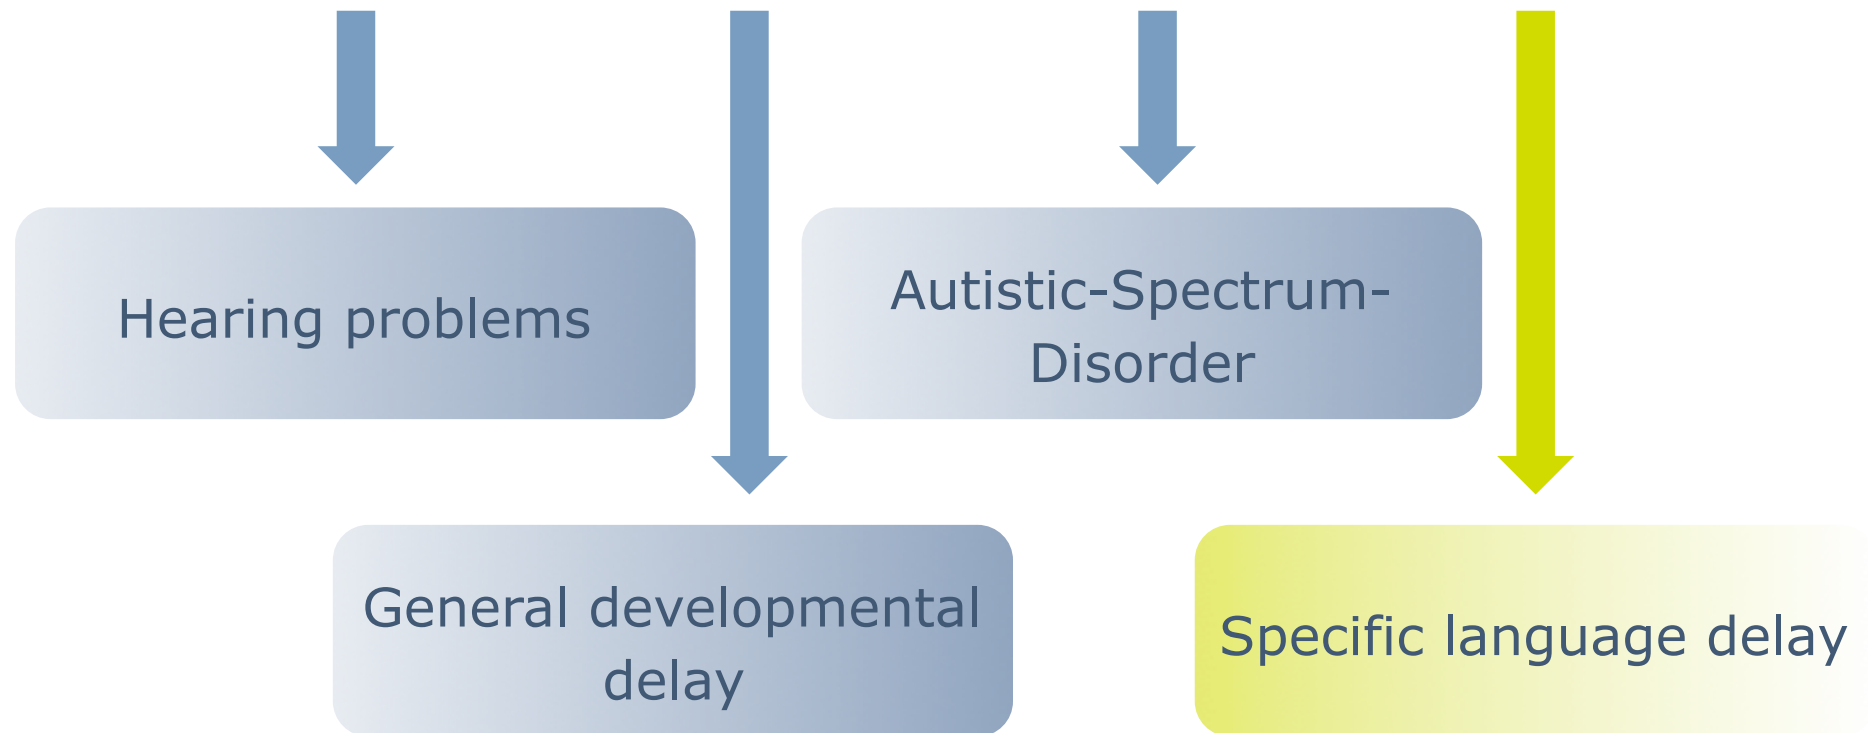 Hearing problems
Autistic-Spectrum-
Disorder
General developmental
delay
Specific language delay